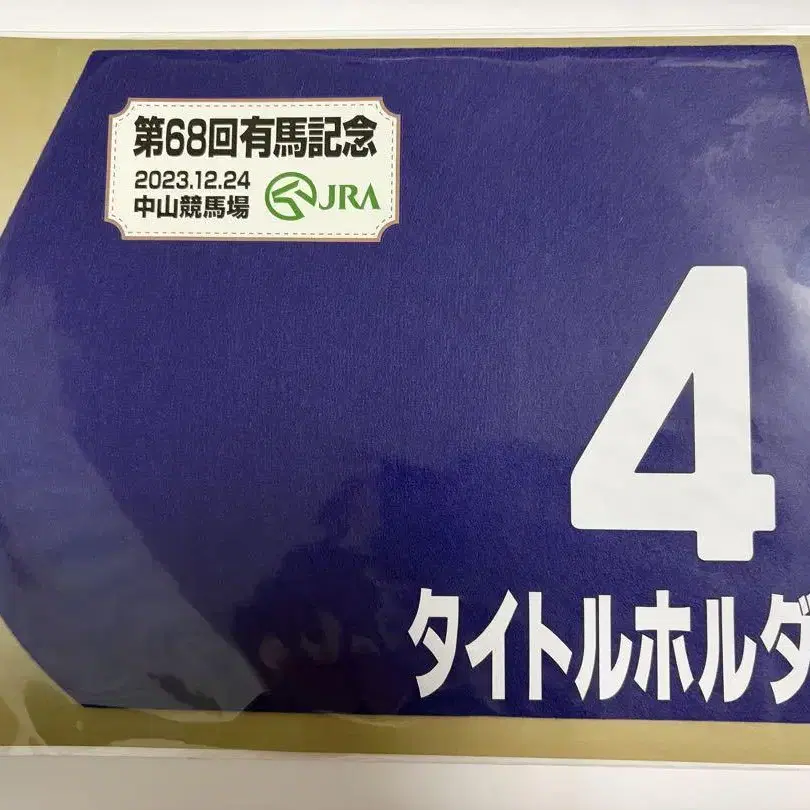 第68回有馬記念
2023.12.24
中山競馬場
JRA
4
タイトルホルダ